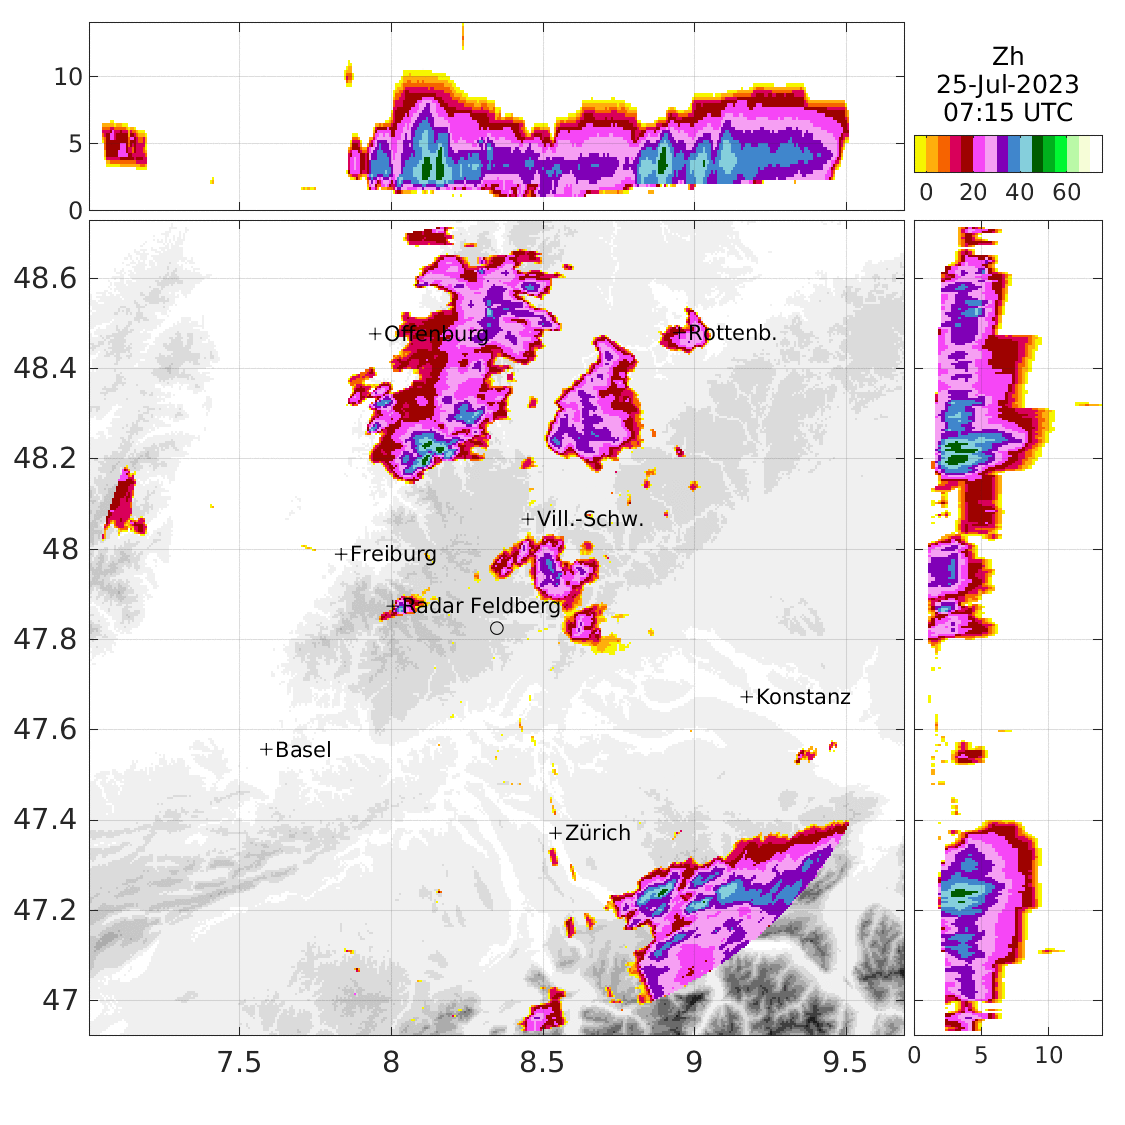 Zh
25-Jul-2023
07:15 UTC
10
5
0
0 20 40 60
48.6
48.4
48.2
48
47.8
47.6
47.4
47.2
47
Offenburg
Rottenb.
Vill.-Schw.
Freiburg
Radar Feldberg
Konstanz
Basel
Zürich
7.5 8 8.5 9 9.5
0 5 10